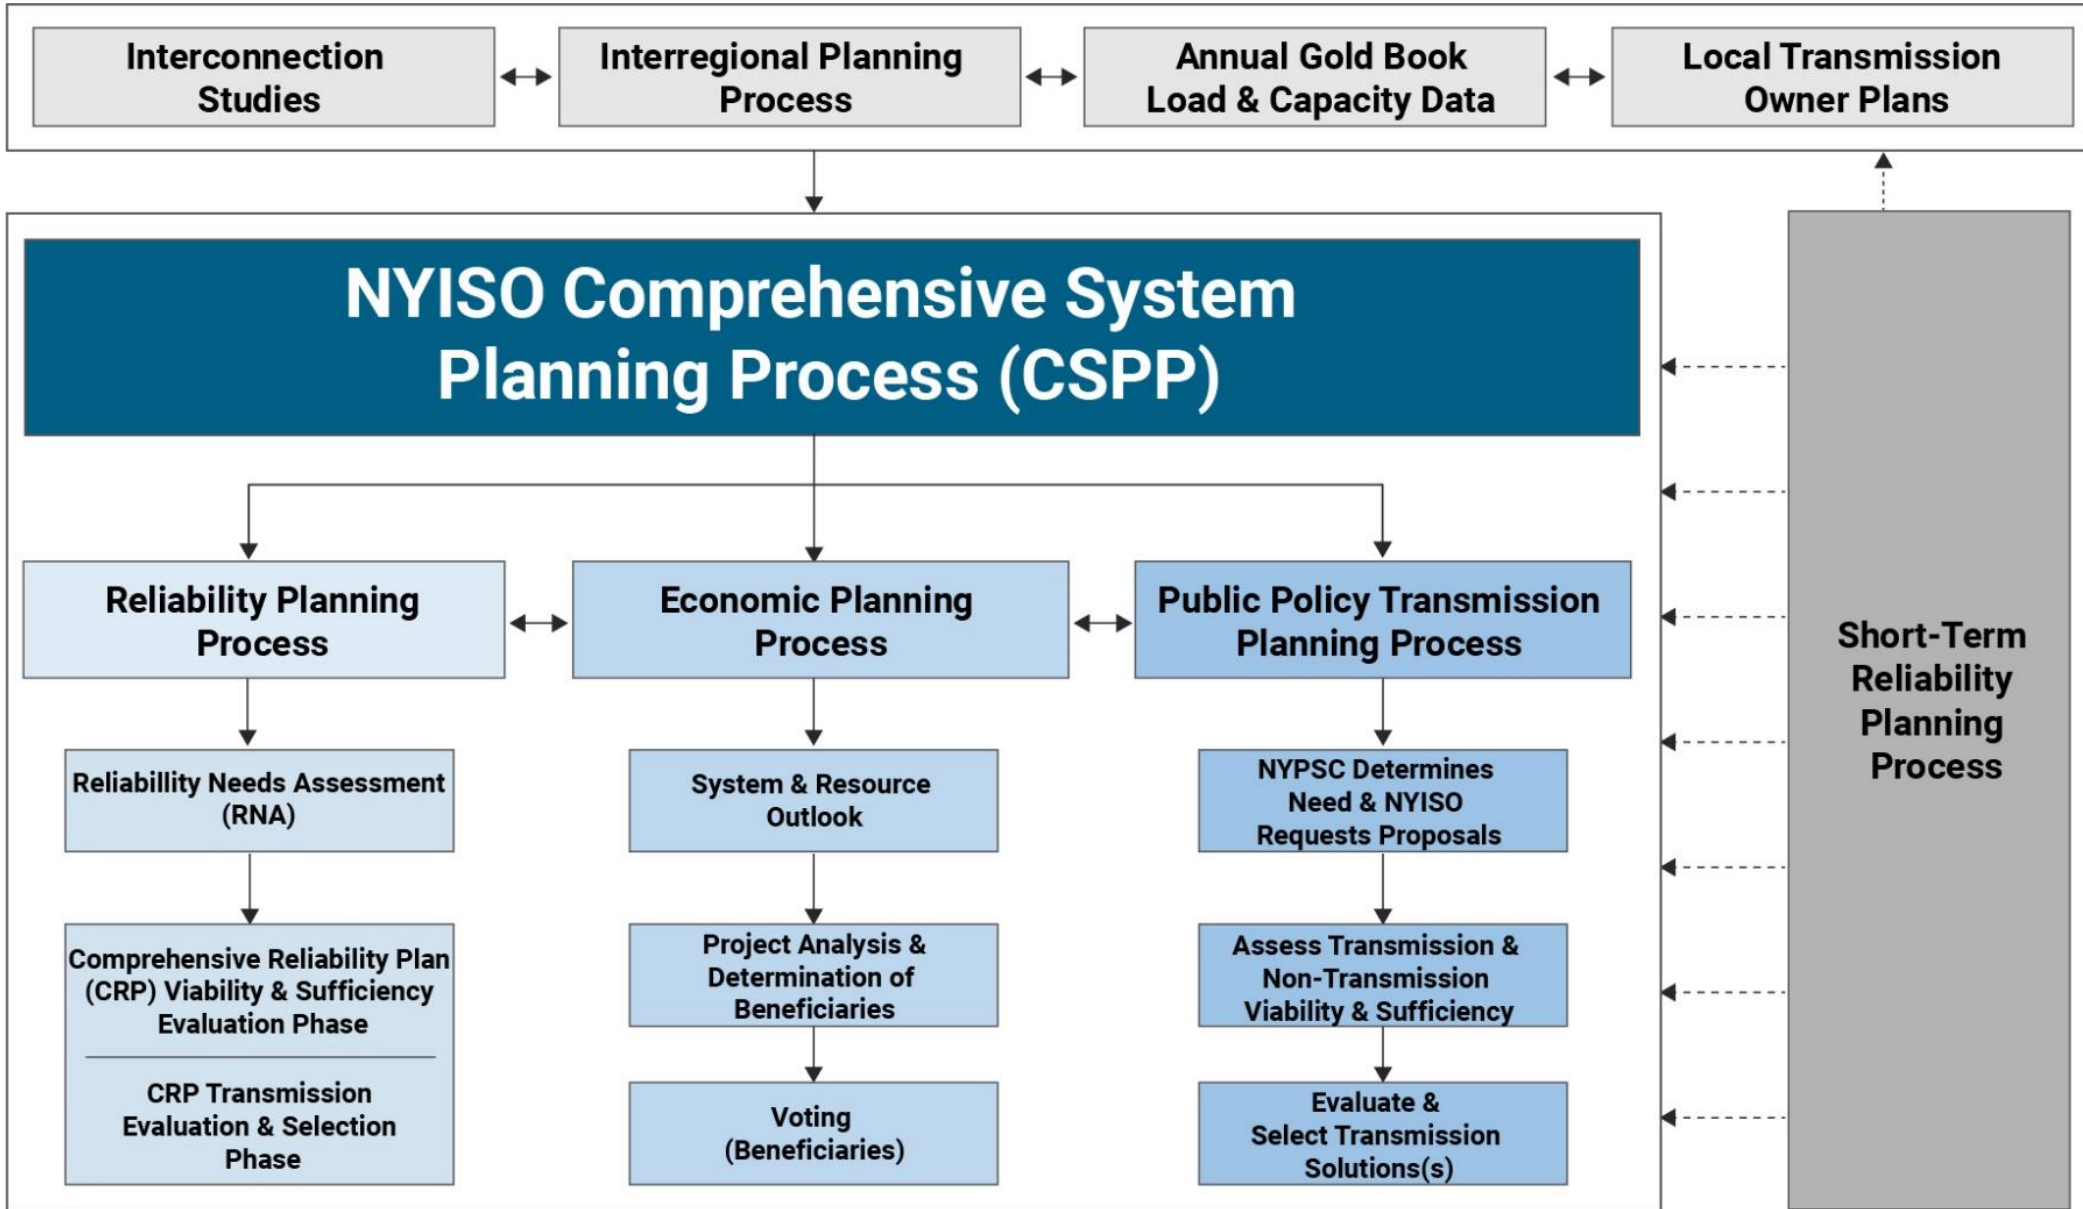 Interconnection
Studies
Interregional Planning
Process
Annual Gold Book
Load & Capacity Data
Local Transmission
Owner Plans
NYISO Comprehensive System
Planning Process (CSPP)
Reliability Planning
Process
Economic Planning
Process
Public Policy Transmission
Planning Process
Short-Term
Reliability
Planning
Process
Reliabillity Needs Assessment
(RNA)
System & Resource
Outlook
NYPSC Determines
Need & NYISO
Requests Proposals
Comprehensive Reliability Plan
(CRP) Viability & Sufficiency
Evaluation Phase
CRP Transmission
Evaluation & Selection
Phase
Project Analysis &
Determination of
Beneficiaries
Assess Transmission &
Non-Transmission
Viability & Sufficiency
Voting
(Beneficiaries)
Evaluate &
Select Transmission
Solutions(s)